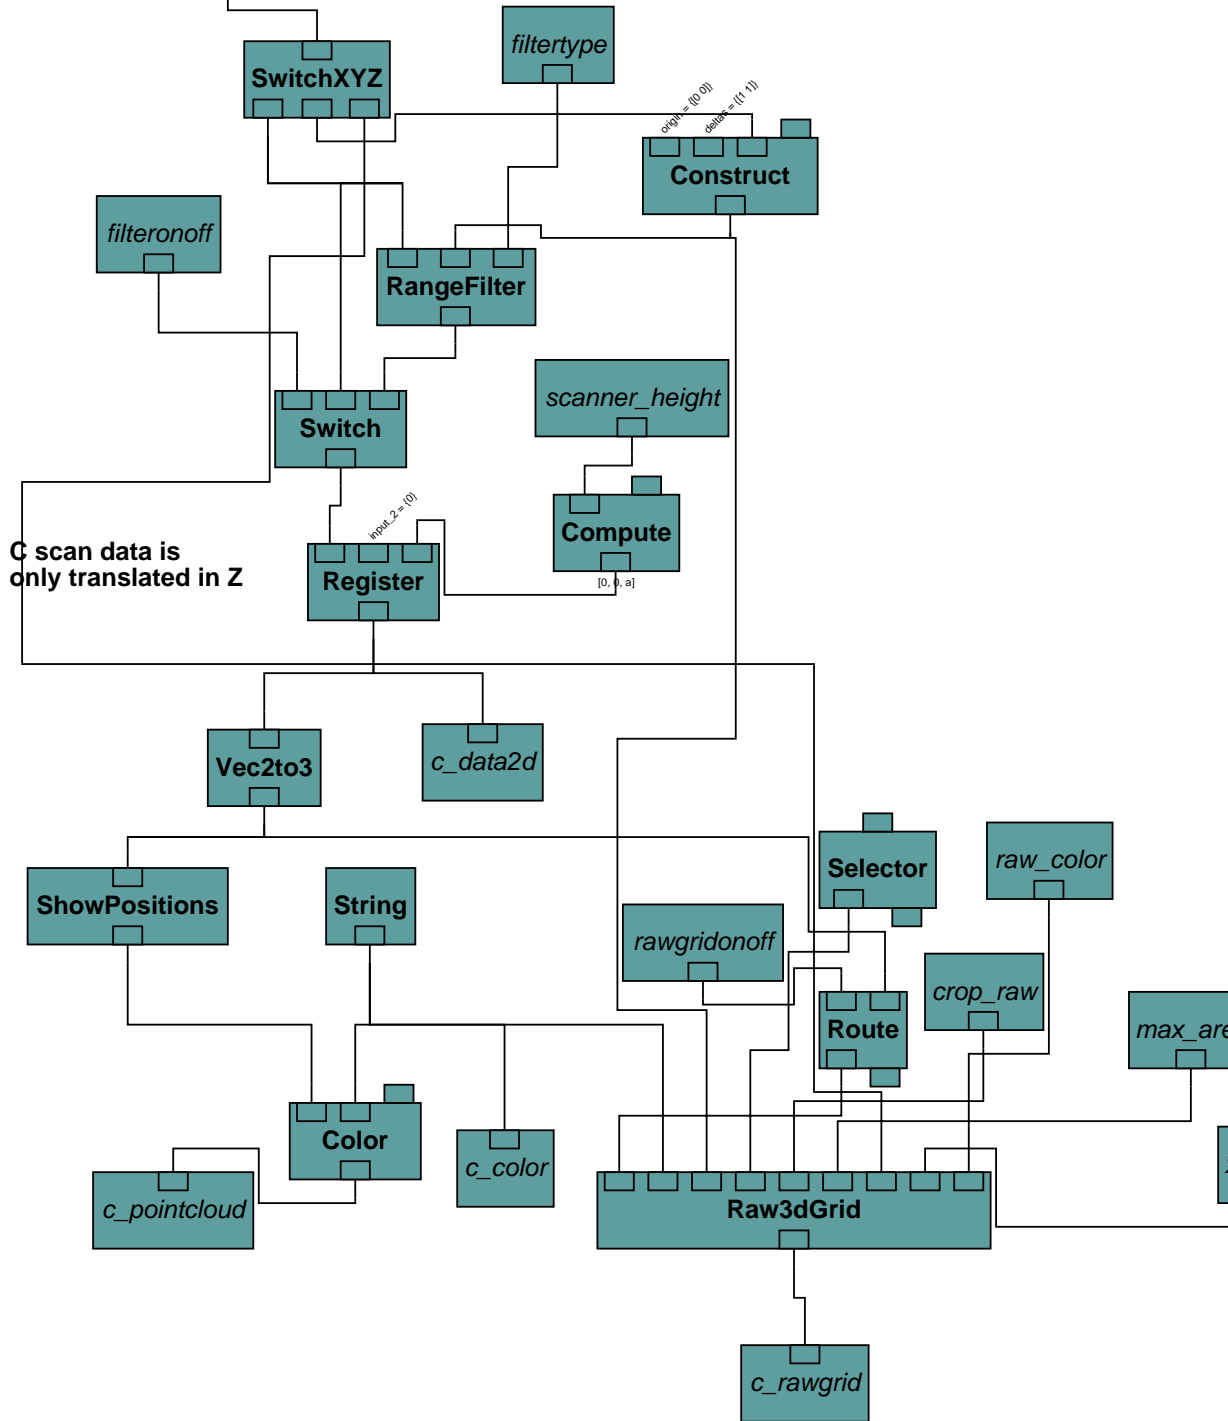 filtertype
SwitchXYZ
origin = {[0 0]}
deltas = {[1 1]}
Construct
filteronoff
RangeFilter
scanner_height
Switch
input_2 = {0}
Compute
C scan data is
only translated in Z
Register
[0, 0, a]
Vec2to3
c_data2d
Selector
raw_color
ShowPositions
String
rawgridonoff
crop_raw
Route
max_are
Color
c_color
c_pointcloud
Raw3dGrid
c_rawgrid